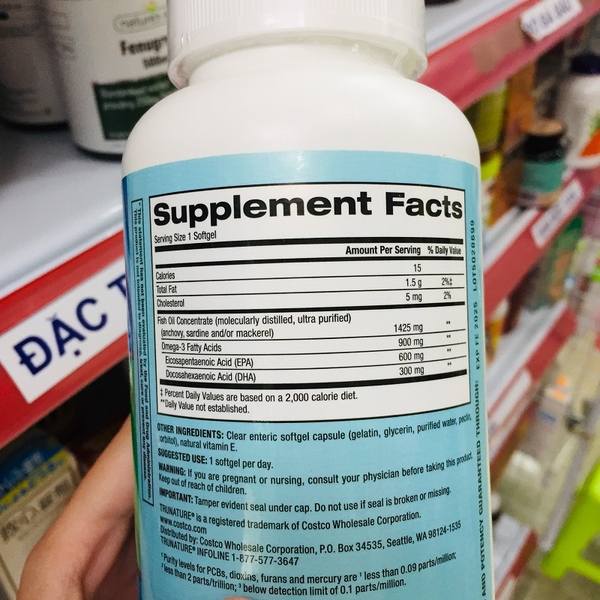 nature's
Fenug
Supplement Facts
Serving Size 1 Softgel
Amount Per Serving % Daily Value
Calories 15
Total Fat 1.5 g 2%‡
Cholesterol 5 mg 2%
Fish Oil Concentrate (molecularly distilled, ultra purified)
(anchovy, sardine and/or mackerel) 1425 mg **
Omega-3 Fatty Acids 900 mg **
Eicosapentaenoic Acid (EPA) 600 mg **
Docosahexaenoic Acid (DHA) 300 mg **
‡ Percent Daily Values are based on a 2,000 calorie diet.
**Daily Value not established.
OTHER INGREDIENTS: Clear enteric softgel capsule (gelatin, glycerin, purified water, pectin,
sorbitol), natural vitamin E.
SUGGESTED USE: 1 softgel per day.
WARNING: If you are pregnant or nursing, consult your physician before taking this product.
Keep out of reach of children.
IMPORTANT: Tamper evident seal under cap. Do not use if seal is broken or missing.
TRUNATURE® is a registered trademark of Costco Wholesale Corporation.
www.costco.com
Distributed by: Costco Wholesale Corporation, P.O. Box 34535, Seattle, WA 98124-1535
TRUNATURE® INFOLINE 1-877-577-3647
¹ Purity levels for PCBs, dioxins, furans and mercury are ¹ less than 0.09 parts/million;
² less than 2 parts/trillion; ³ below detection limit of 0.1 parts/million.
AND POTENCY GUARANTEED THROUGH: EXP FE 2025
ĐẶC T